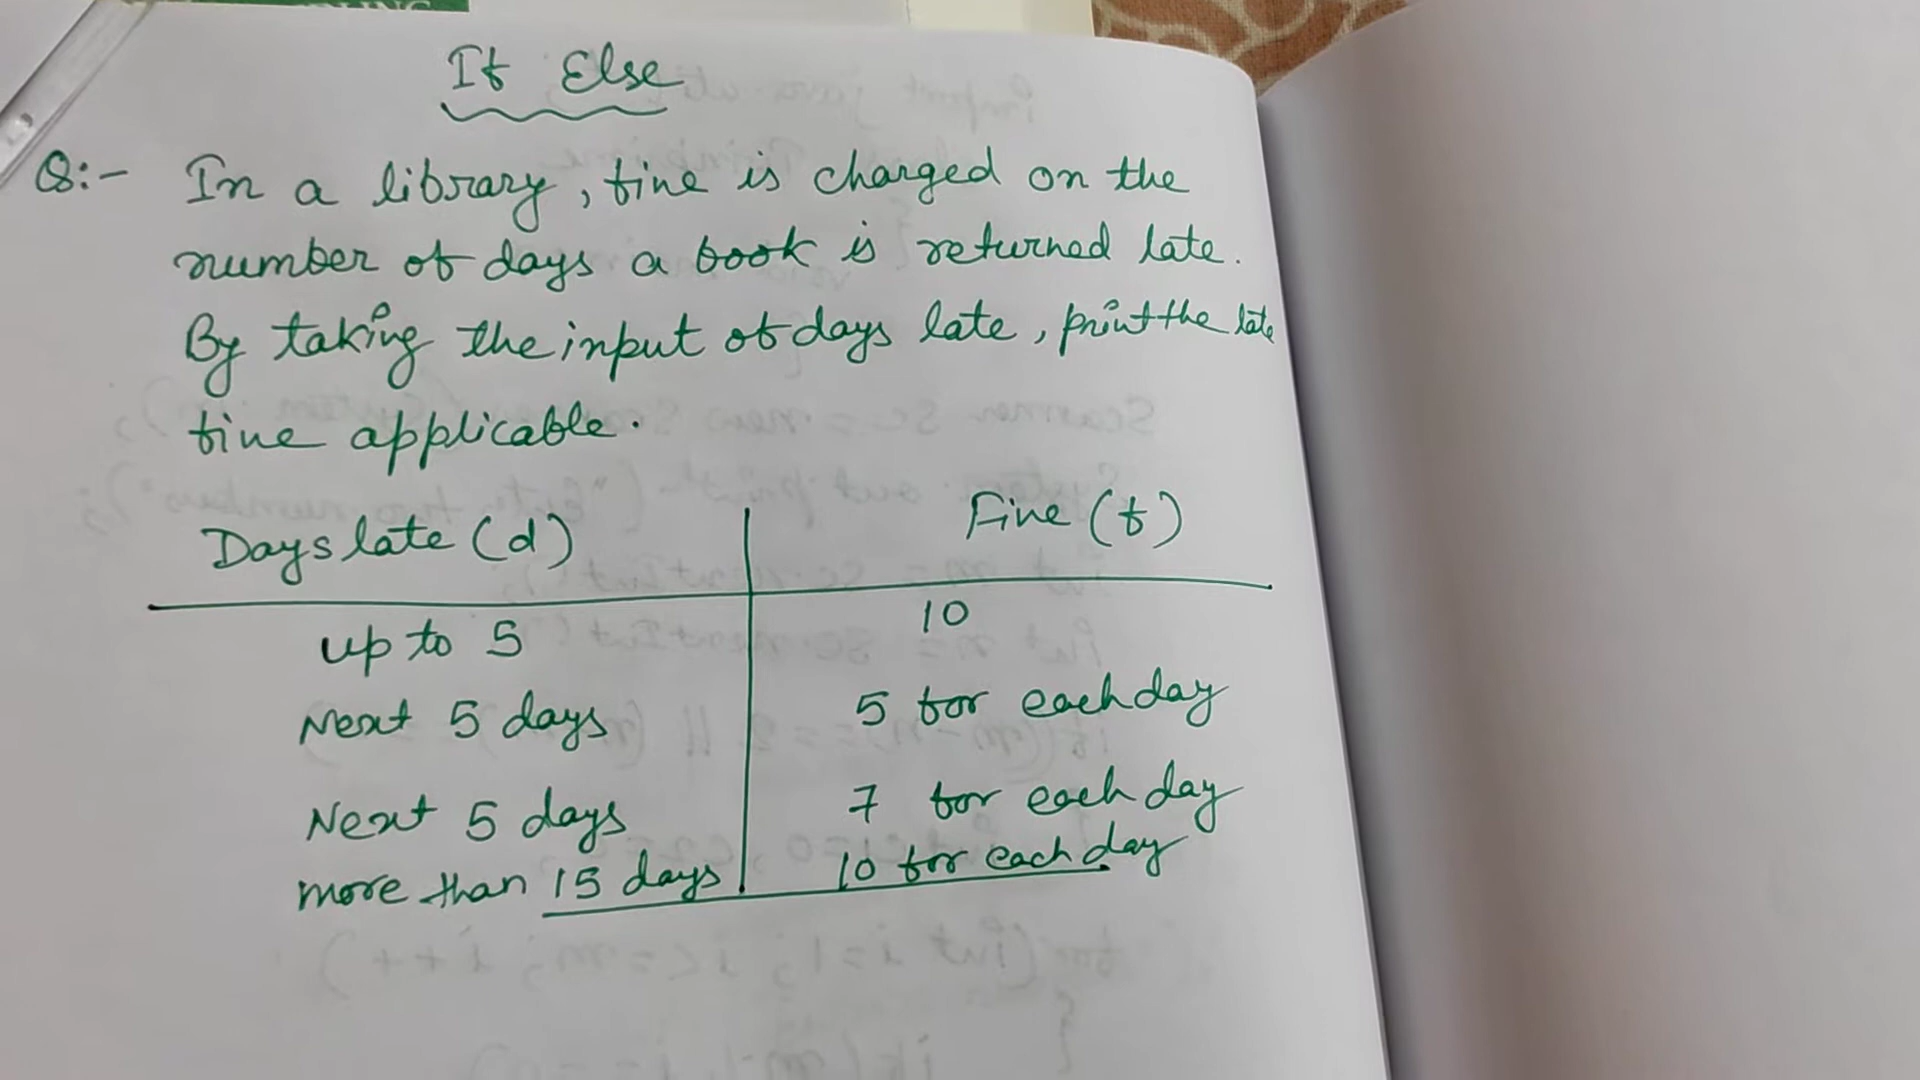 If Else
Q:- In a library, fine is charged on the
number of days a book is returned late.
By taking the input of days late, print the late
fine applicable.
Days late (d) Fine (f)
up to 5 10
Next 5 days 5 for each day
Next 5 days 7 for each day
more than 15 days 10 for each day